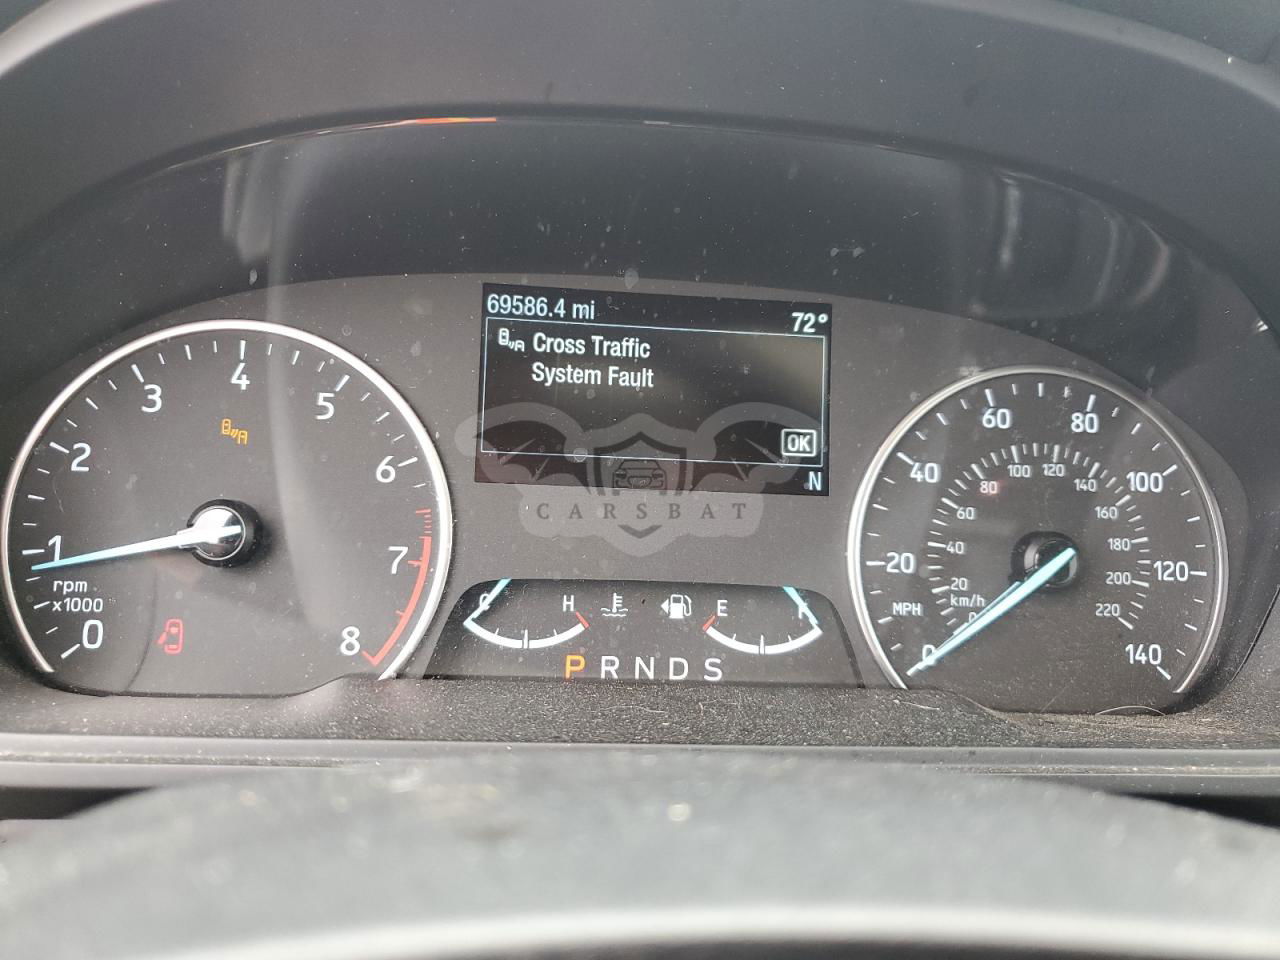 69586.4 mi
72°
Cross Traffic
System Fault
OK
N
CARSBAT
0
1
2
3
4
5
6
7
8
rpm
x1000
C H
E F
P R N D S
0
20
40
60
80
100
120
140
MPH
0
20
40
60
80
100
120
140
160
180
200
220
km/h